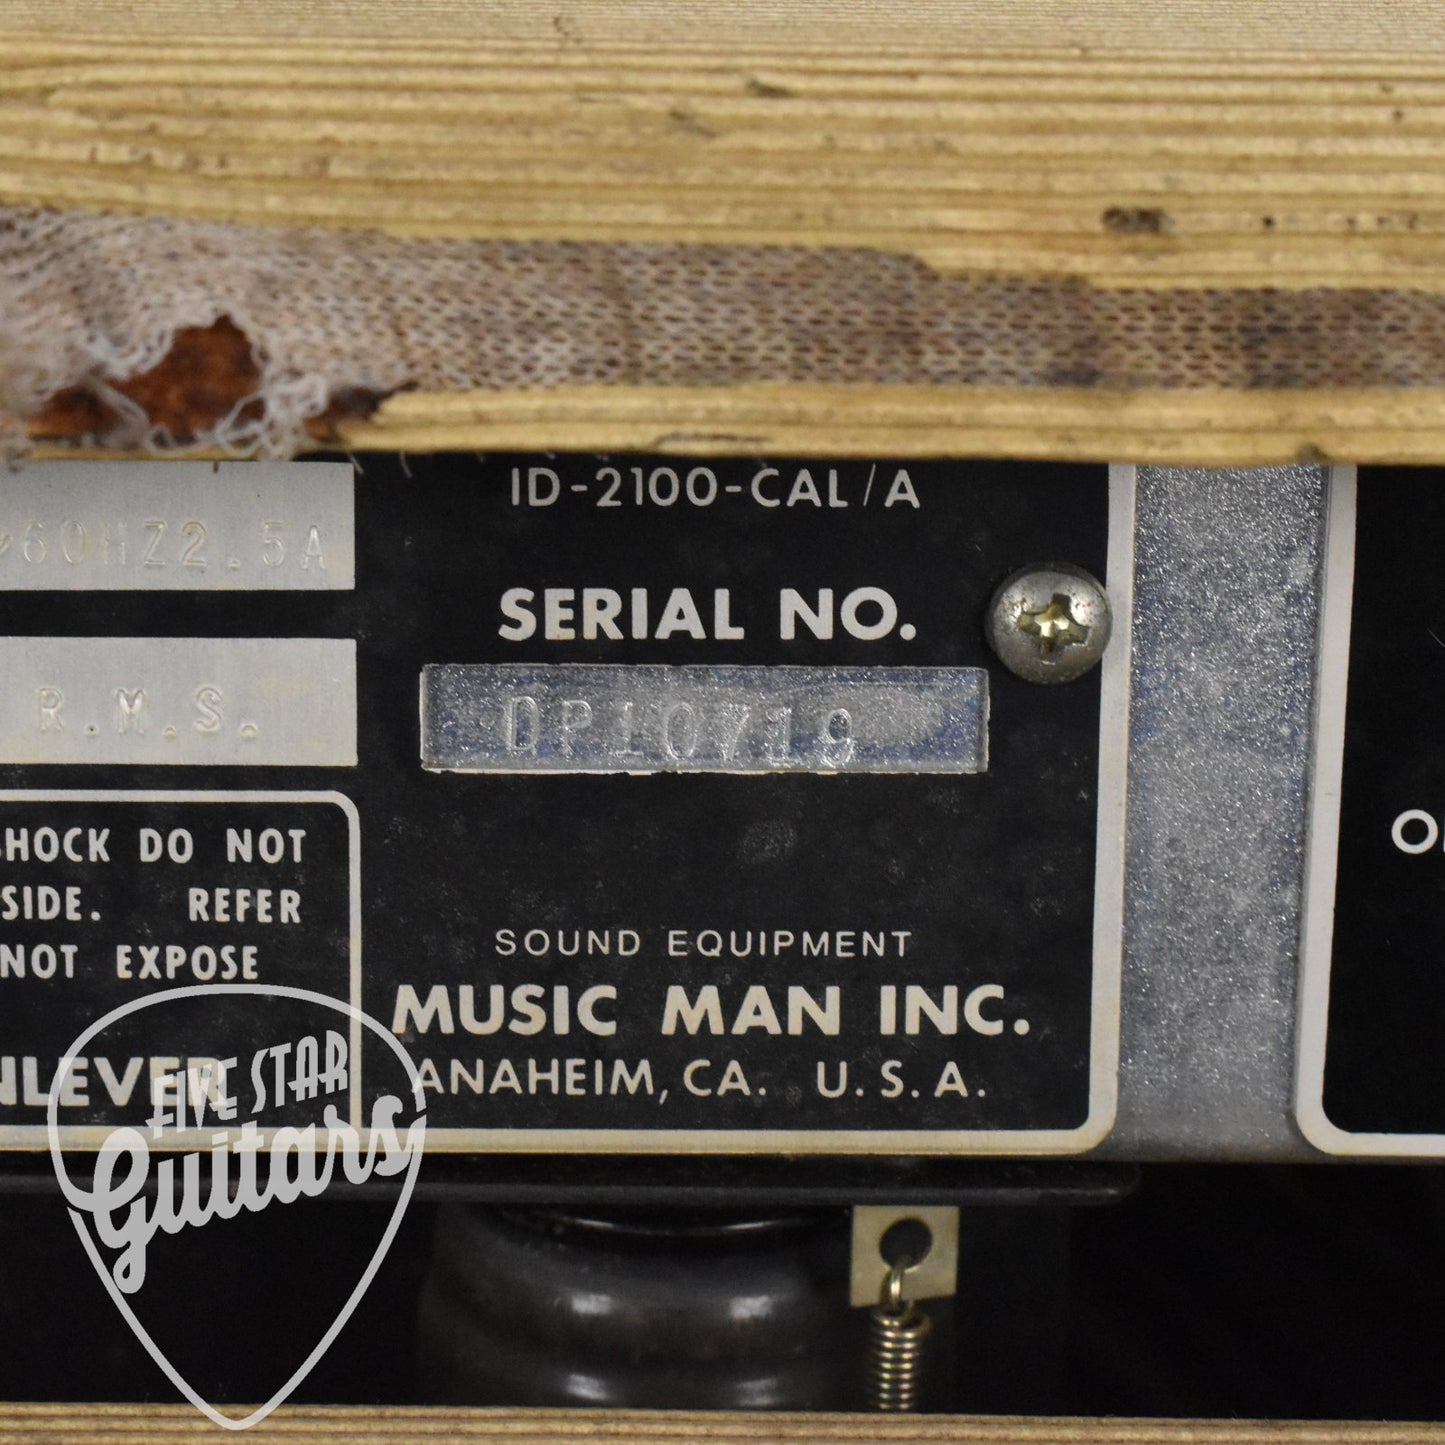 ID-2100-CAL/A
60HZ2.5A
SERIAL NO.
R.M.S.
DP10719
SHOCK DO NOT
SIDE. REFER
NOT EXPOSE
SOUND EQUIPMENT
MUSIC MAN INC.
ANAHEIM, CA. U.S.A.
NLEVER
FIVE STAR
Guitars